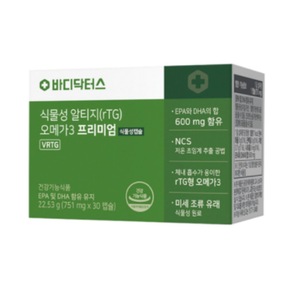 바디닥터스
식물성 알티지(rTG)
오메가3 프리미엄 식물성캡슐
VRTG
건강기능식품
EPA 및 DHA 함유 유지
22.53 g (751 mg x 30 캡슐)
EPA와 DHA의 합
600 mg 함유
NCS
저온 초임계 추출 공법
체내 흡수가 용이한
rTG형 오메가3
미세 조류 유래
식물성 원료